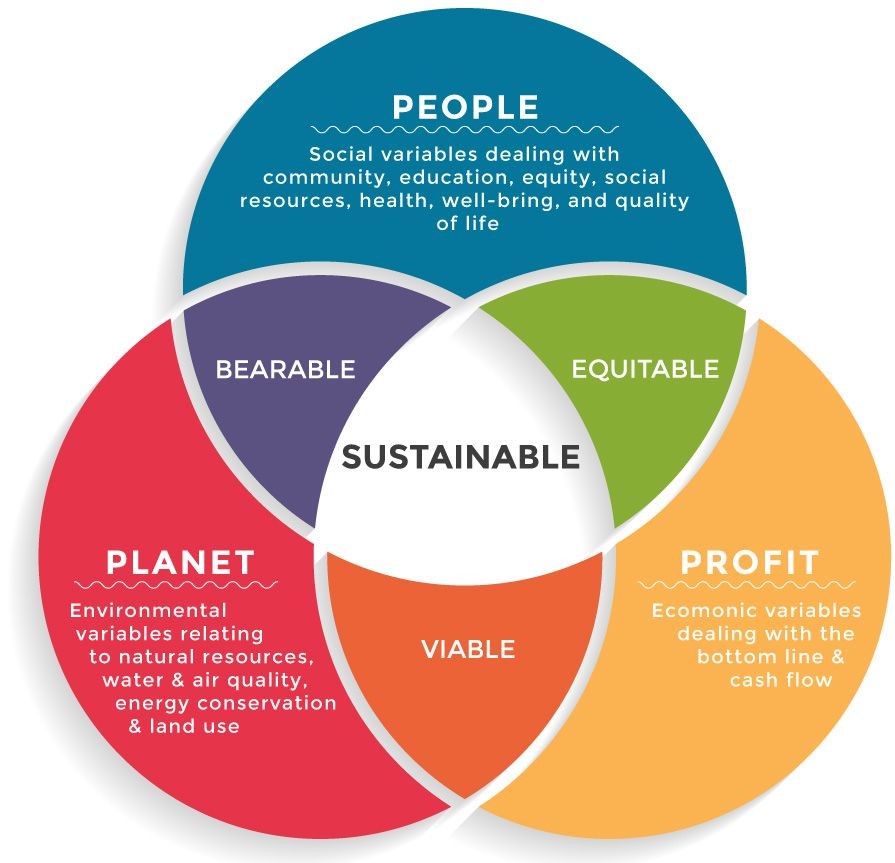 PEOPLE
Social variables dealing with
community, education, equity, social
resources, health, well-bring, and quality
of life
BEARABLE
EQUITABLE
SUSTAINABLE
PLANET
Environmental
variables relating
to natural resources,
water & air quality,
energy conservation
& land use
PROFIT
Ecomonic variables
dealing with the
bottom line &
cash flow
VIABLE